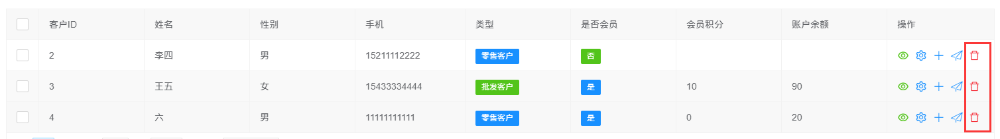 客户ID 姓名 性别 手机 类型 是否会员 会员积分 账户余额 操作
2 李四 男 15211112222 零售客户 否
3 王五 女 15433334444 批发客户 是 10 90
4 六 男 11111111111 零售客户 是 0 20